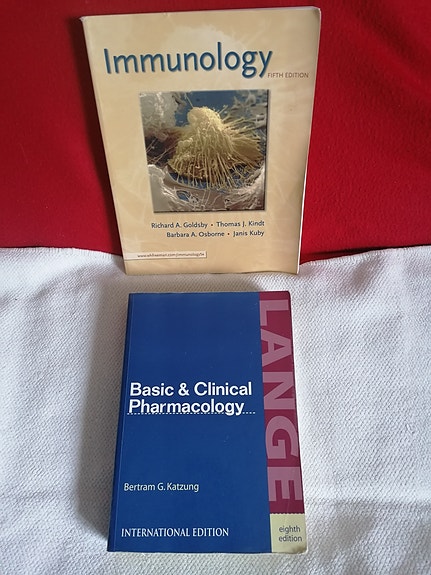 Immunology
FIFTH EDITION
Richard A. Goldsby • Thomas J. Kindt
Barbara A. Osborne • Janis Kuby
www.whfreeman.com/immunology5e
LANGE
Basic & Clinical
Pharmacology
Bertram G. Katzung
INTERNATIONAL EDITION
eighth
edition